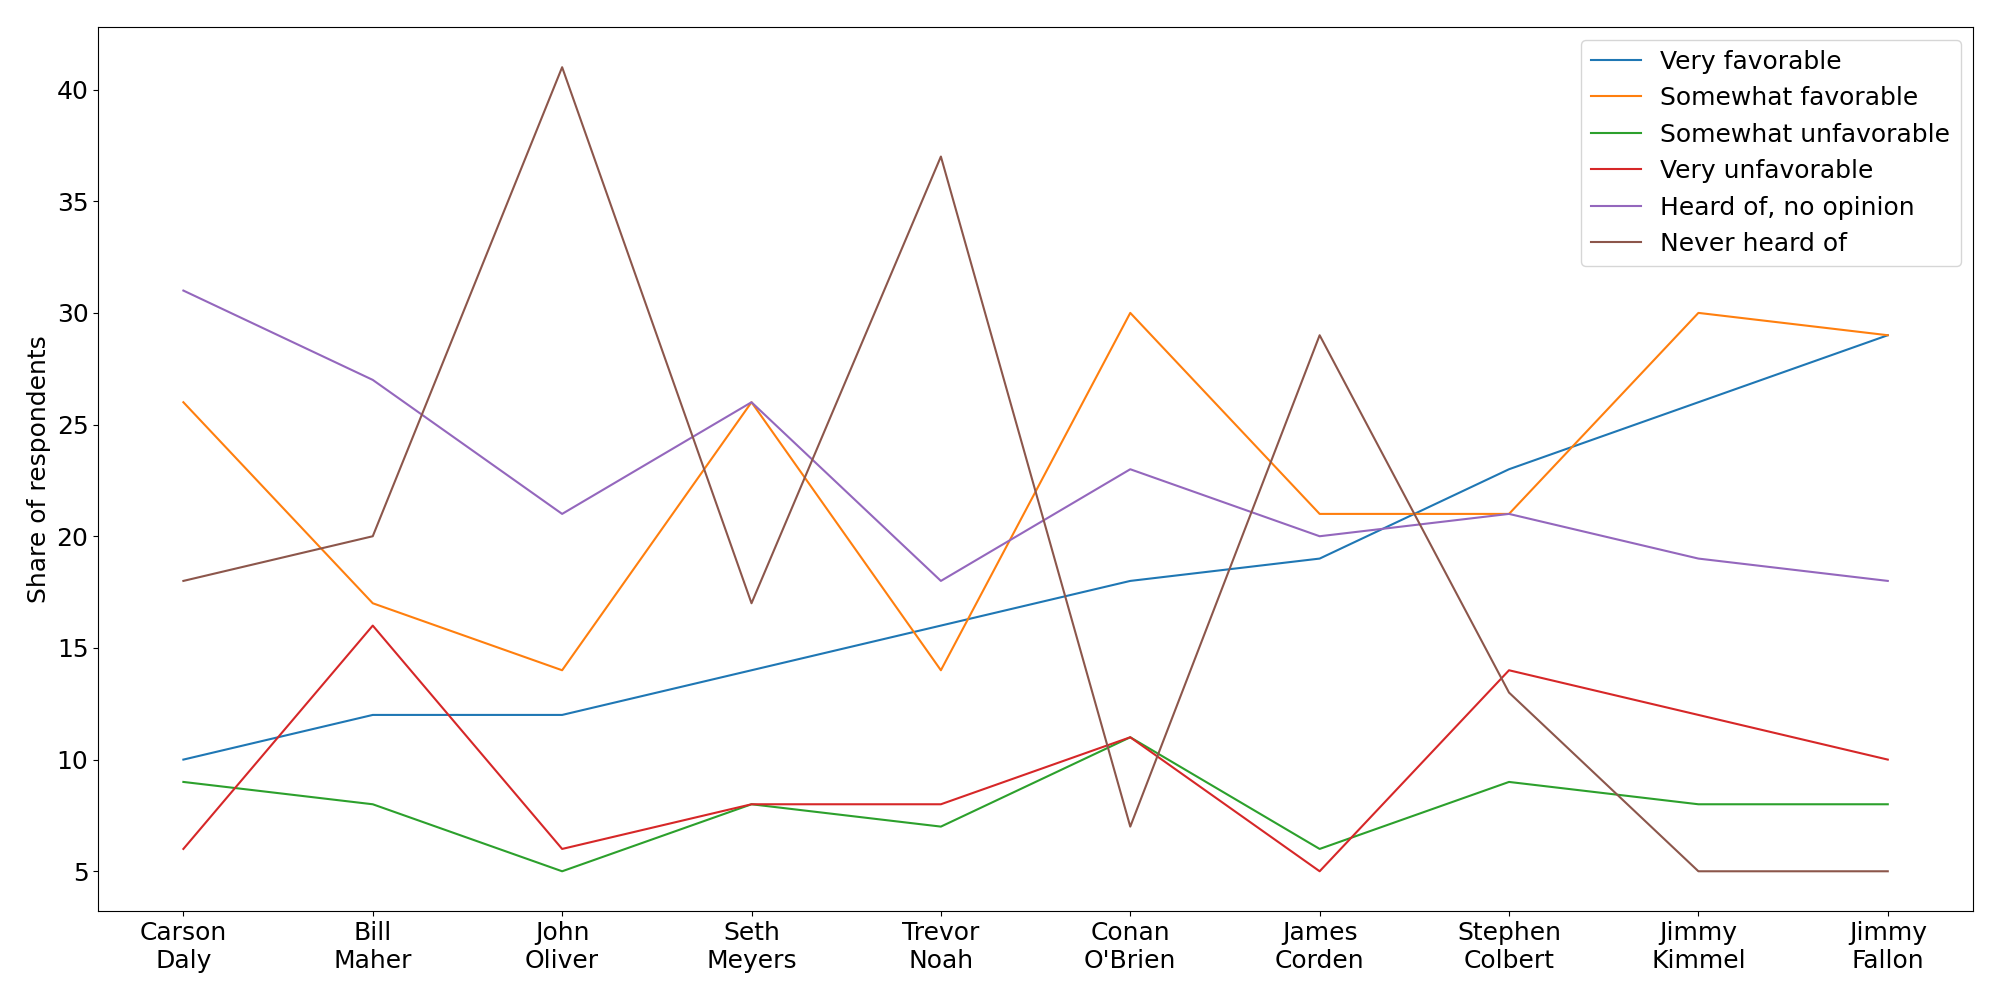 Very favorable
Somewhat favorable
Somewhat unfavorable
Very unfavorable
Heard of, no opinion
Never heard of
Share of respondents
40
35
30
25
20
15
10
5
Carson Daly
Bill Maher
John Oliver
Seth Meyers
Trevor Noah
Conan O'Brien
James Corden
Stephen Colbert
Jimmy Kimmel
Jimmy Fallon